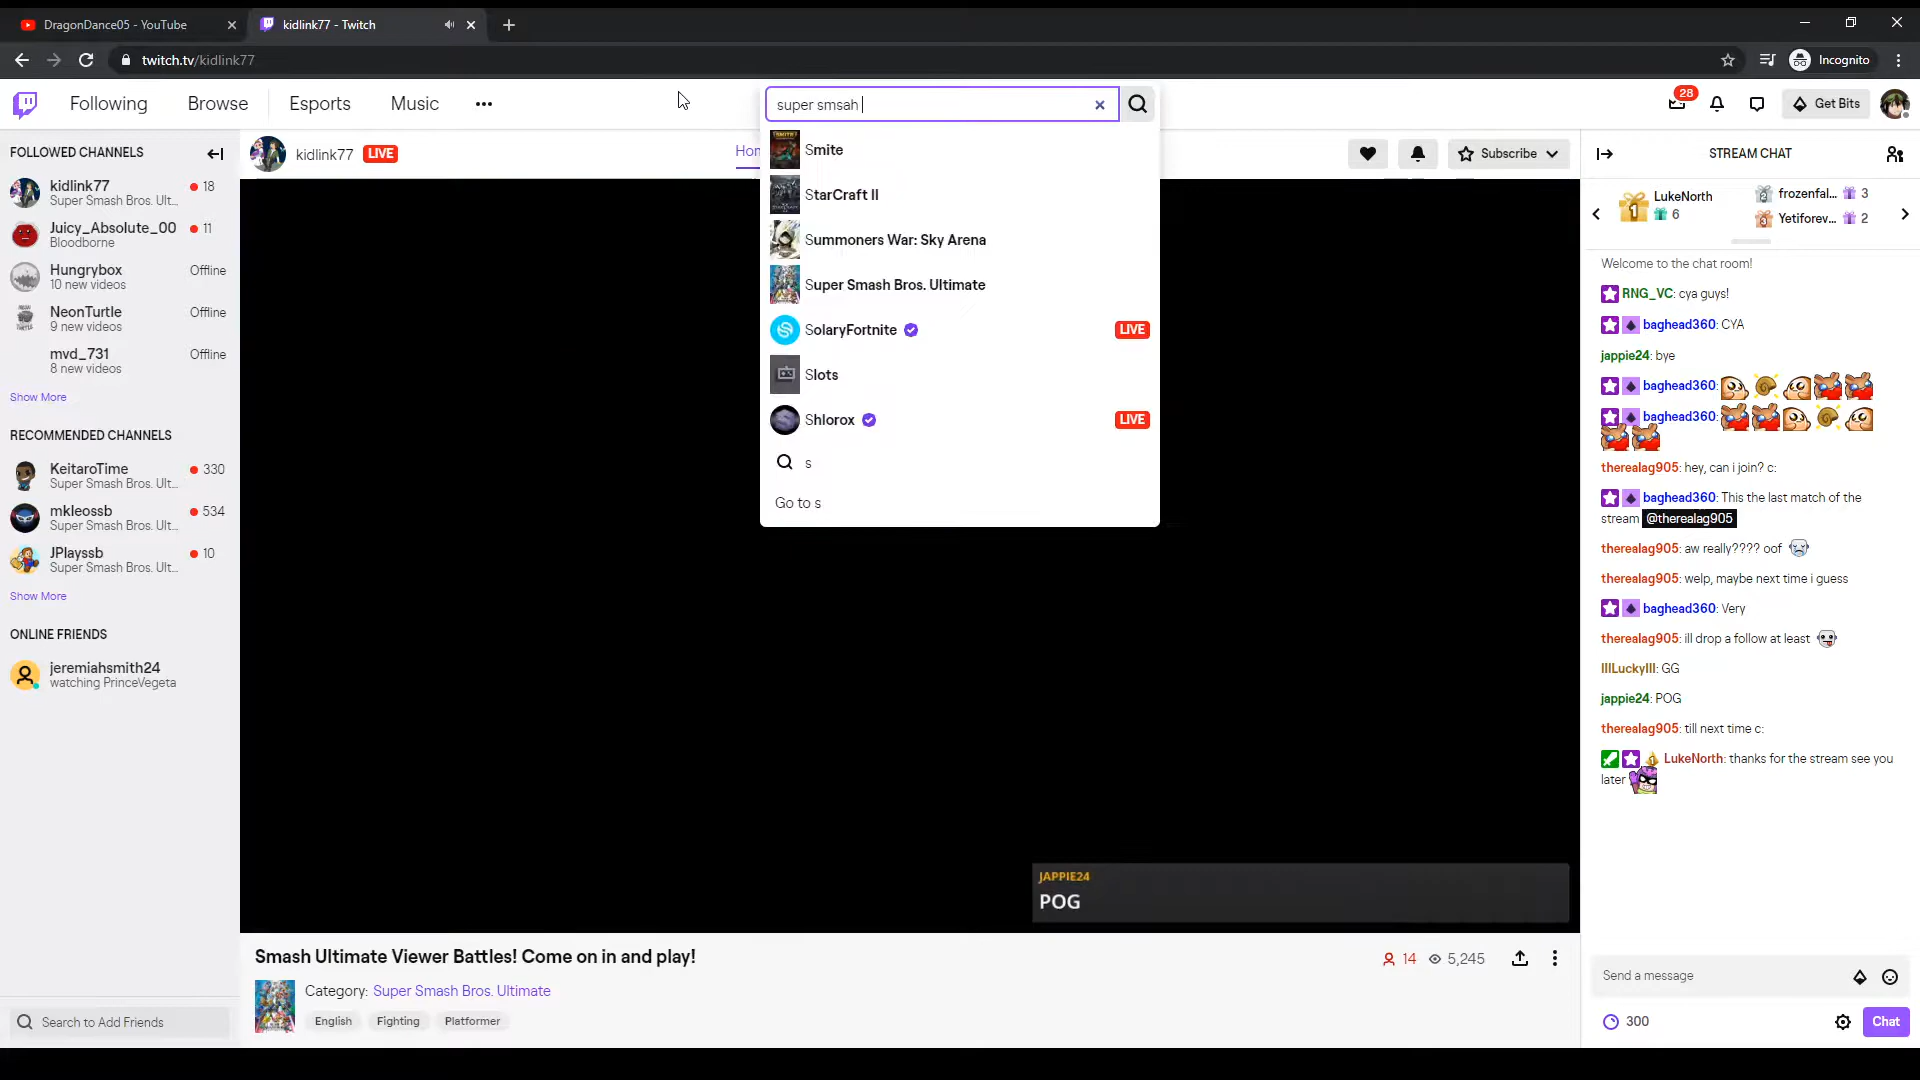 DragonDance05 - YouTube
kidlink77 - Twitch
twitch.tv/kidlink77
Incognito
Following
Browse
Esports
Music
super smsah
28
Get Bits
Smite
StarCraft II
Summoners War: Sky Arena
Super Smash Bros. Ultimate
SolaryFortnite
LIVE
Slots
Shlorox
LIVE
s
Go to s
FOLLOWED CHANNELS
kidlink77
18
Super Smash Bros. Ult...
Juicy_Absolute_00
11
Bloodborne
Hungrybox
Offline
10 new videos
NeonTurtle
Offline
9 new videos
mvd_731
Offline
8 new videos
Show More
RECOMMENDED CHANNELS
KeitaroTime
330
Super Smash Bros. Ult...
mkleossb
534
Super Smash Bros. Ult...
JPlayssb
10
Super Smash Bros. Ult...
Show More
ONLINE FRIENDS
jeremiahsmith24
watching PrinceVegeta
Search to Add Friends
kidlink77
LIVE
Hom
Subscribe
JAPPIE24
POG
Smash Ultimate Viewer Battles! Come on in and play!
14
5,245
Category: Super Smash Bros. Ultimate
English
Fighting
Platformer
STREAM CHAT
1
LukeNorth
6
2
frozenfal...
3
3
Yetiforev...
2
Welcome to the chat room!
RNG_VC: cya guys!
baghead360: CYA
jappie24: bye
baghead360:
baghead360:
therealag905: hey, can i join? c:
baghead360: This the last match of the
stream @therealag905
therealag905: aw really???? oof
therealag905: welp, maybe next time i guess
baghead360: Very
therealag905: ill drop a follow at least
IIILuckyIII: GG
jappie24: POG
therealag905: till next time c:
LukeNorth: thanks for the stream see you
later
Send a message
300
Chat